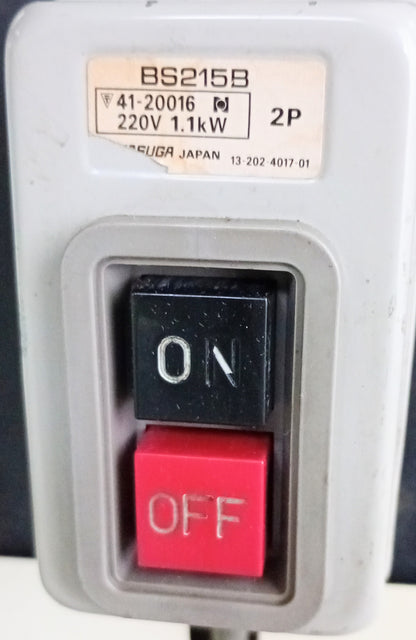 BS215B
41-20016
220V 1.1kW
2P
JAPAN 13-202-4017-01
ON
OFF